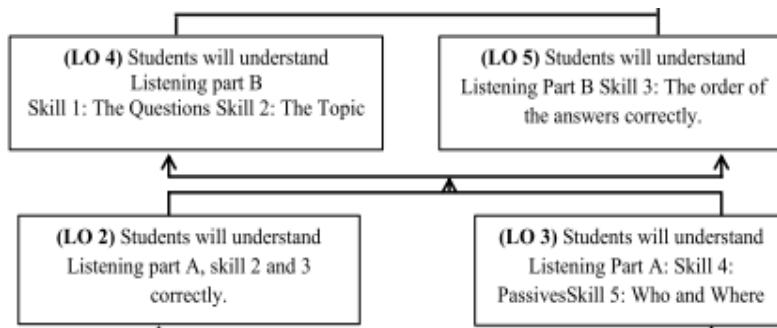 (LO 4) Students will understand
Listening part B
Skill 1: The Questions Skill 2: The Topic
(LO 5) Students will understand
Listening Part B Skill 3: The order of
the answers correctly.
(LO 2) Students will understand
Listening part A, skill 2 and 3
correctly.
(LO 3) Students will understand
Listening Part A: Skill 4:
PassivesSkill 5: Who and Where